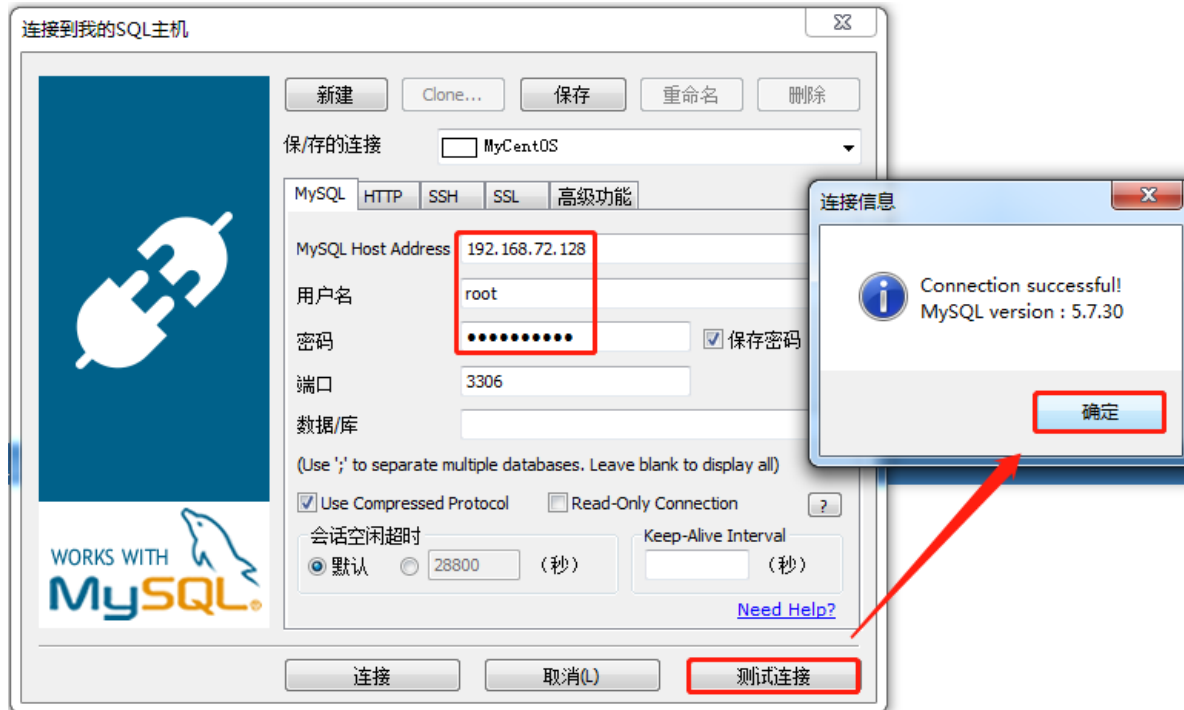 连接到我的SQL主机
新建 Clone... 保存 重命名 删除
保/存的连接 MyCentOS
MySQL HTTP SSH SSL 高级功能
MySQL Host Address 192.168.72.128
用户名 root
密码 ●●●●●●●●●● 保存密码
端口 3306
数据/库
(Use ';' to separate multiple databases. Leave blank to display all)
Use Compressed Protocol Read-Only Connection ?
会话空闲超时 Keep-Alive Interval
默认 28800 (秒) (秒)
Need Help?
WORKS WITH
MySQL®
连接 取消(L) 测试连接
连接信息
Connection successful!
MySQL version : 5.7.30
确定